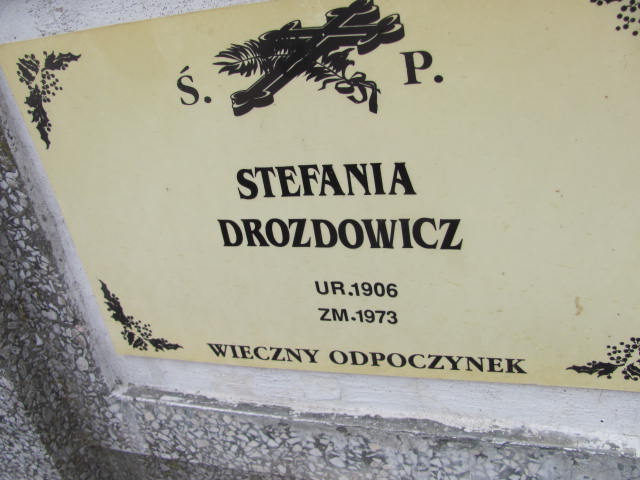 Ś. P.
STEFANIA
DROZDOWICZ
UR.1906
ZM.1973
WIECZNY ODPOCZYNEK